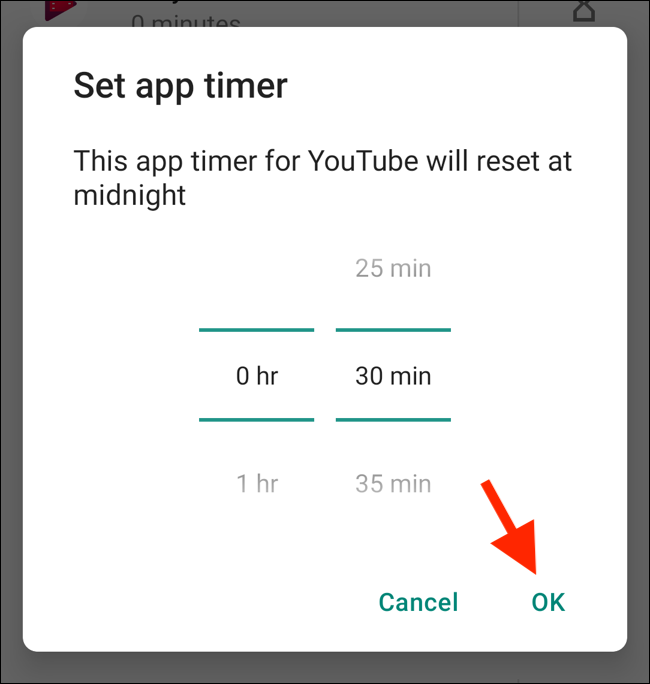 0 minutes
Set app timer
This app timer for YouTube will reset at
midnight
25 min
0 hr 30 min
1 hr 35 min
Cancel OK